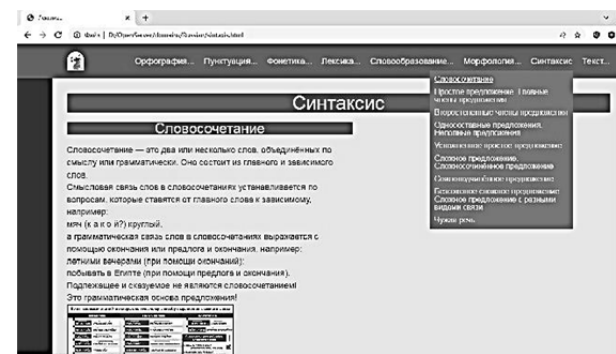 Орфография... Пунктуация... Фонетика... Лексика... Словообразование... Морфология... Синтаксис Текст...
Синтаксис
Словосочетание
Словосочетание — это два или несколько слов, объединённых по
смыслу или грамматически. Оно состоит из главного и зависимого
слов.
Смысловая связь слов в словосочетаниях устанавливается по
вопросам, которые ставятся от главного слова к зависимому,
например:
мяч (к а к о й?) круглый,
а грамматическая связь слов в словосочетаниях выражается с
помощью окончания или предлога и окончания, например:
летними вечерами (при помощи окончаний);
побывать в Египте (при помощи предлога и окончания).
Подлежащее и сказуемое не являются словосочетанием!
Это грамматическая основа предложения!
Словосочетание
Простое предложение. Главные
члены предложения
Второстепенные члены предложения
Односоставные предложения.
Неполные предложения
Усложненное простое предложение
Сложное предложение.
Сложносочинённое предложение
Сложноподчинённое предложение
Бессоюзное сложное предложение
Сложное предложение с разными
видами связи
Чужая речь